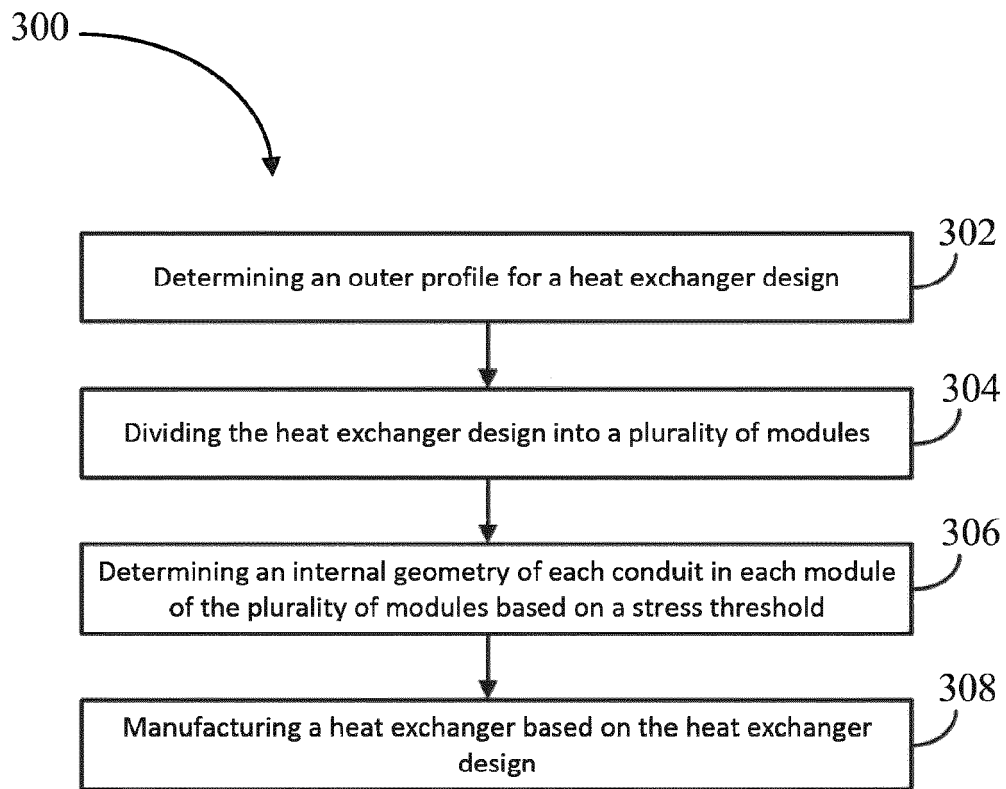 300
302
Determining an outer profile for a heat exchanger design
304
Dividing the heat exchanger design into a plurality of modules
306
Determining an internal geometry of each conduit in each module
of the plurality of modules based on a stress threshold
308
Manufacturing a heat exchanger based on the heat exchanger
design